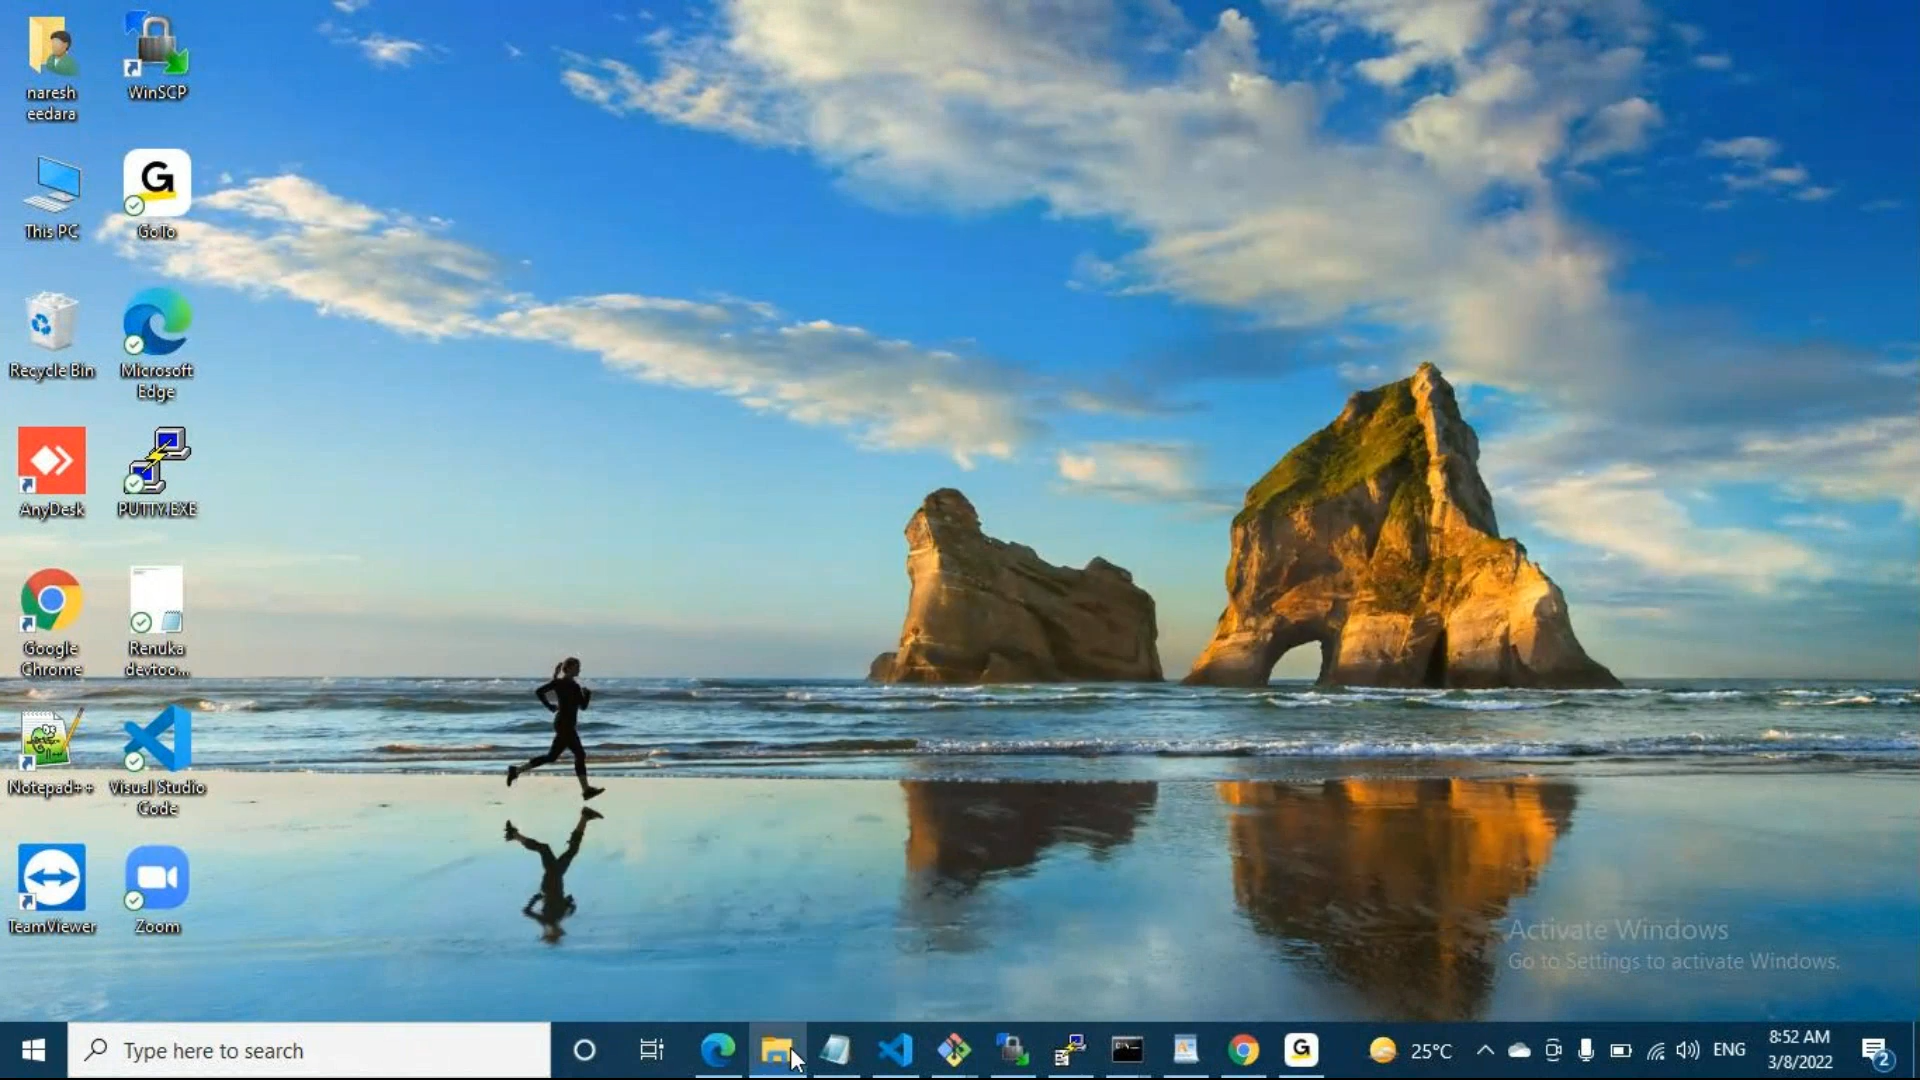 naresh
eedara
WinSCP
This PC
G
GoTo
Recycle Bin
Microsoft
Edge
AnyDesk
PUTTY.EXE
Google
Chrome
Renuka
devtoo...
Notepad++
Visual Studio
Code
TeamViewer
Zoom
Activate Windows
Go to Settings to activate Windows.
Type here to search
G
25°C
ENG
8:52 AM
3/8/2022
2